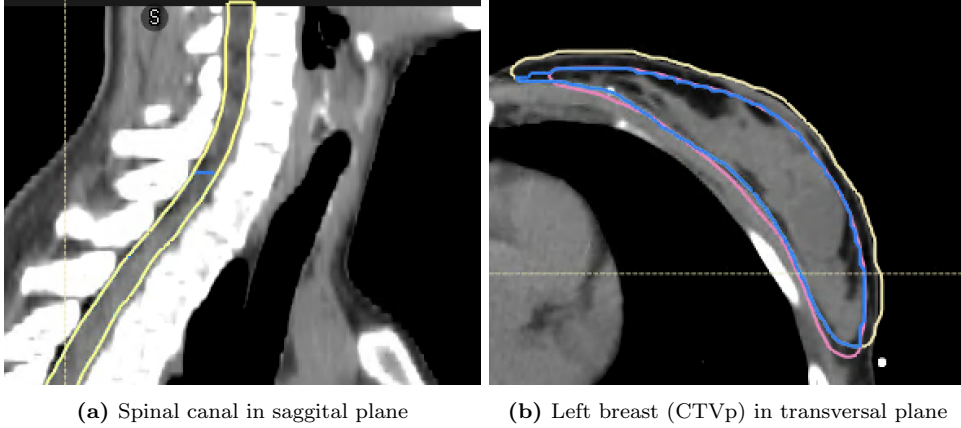 S
(a) Spinal canal in saggital plane
(b) Left breast (CTVp) in transversal plane